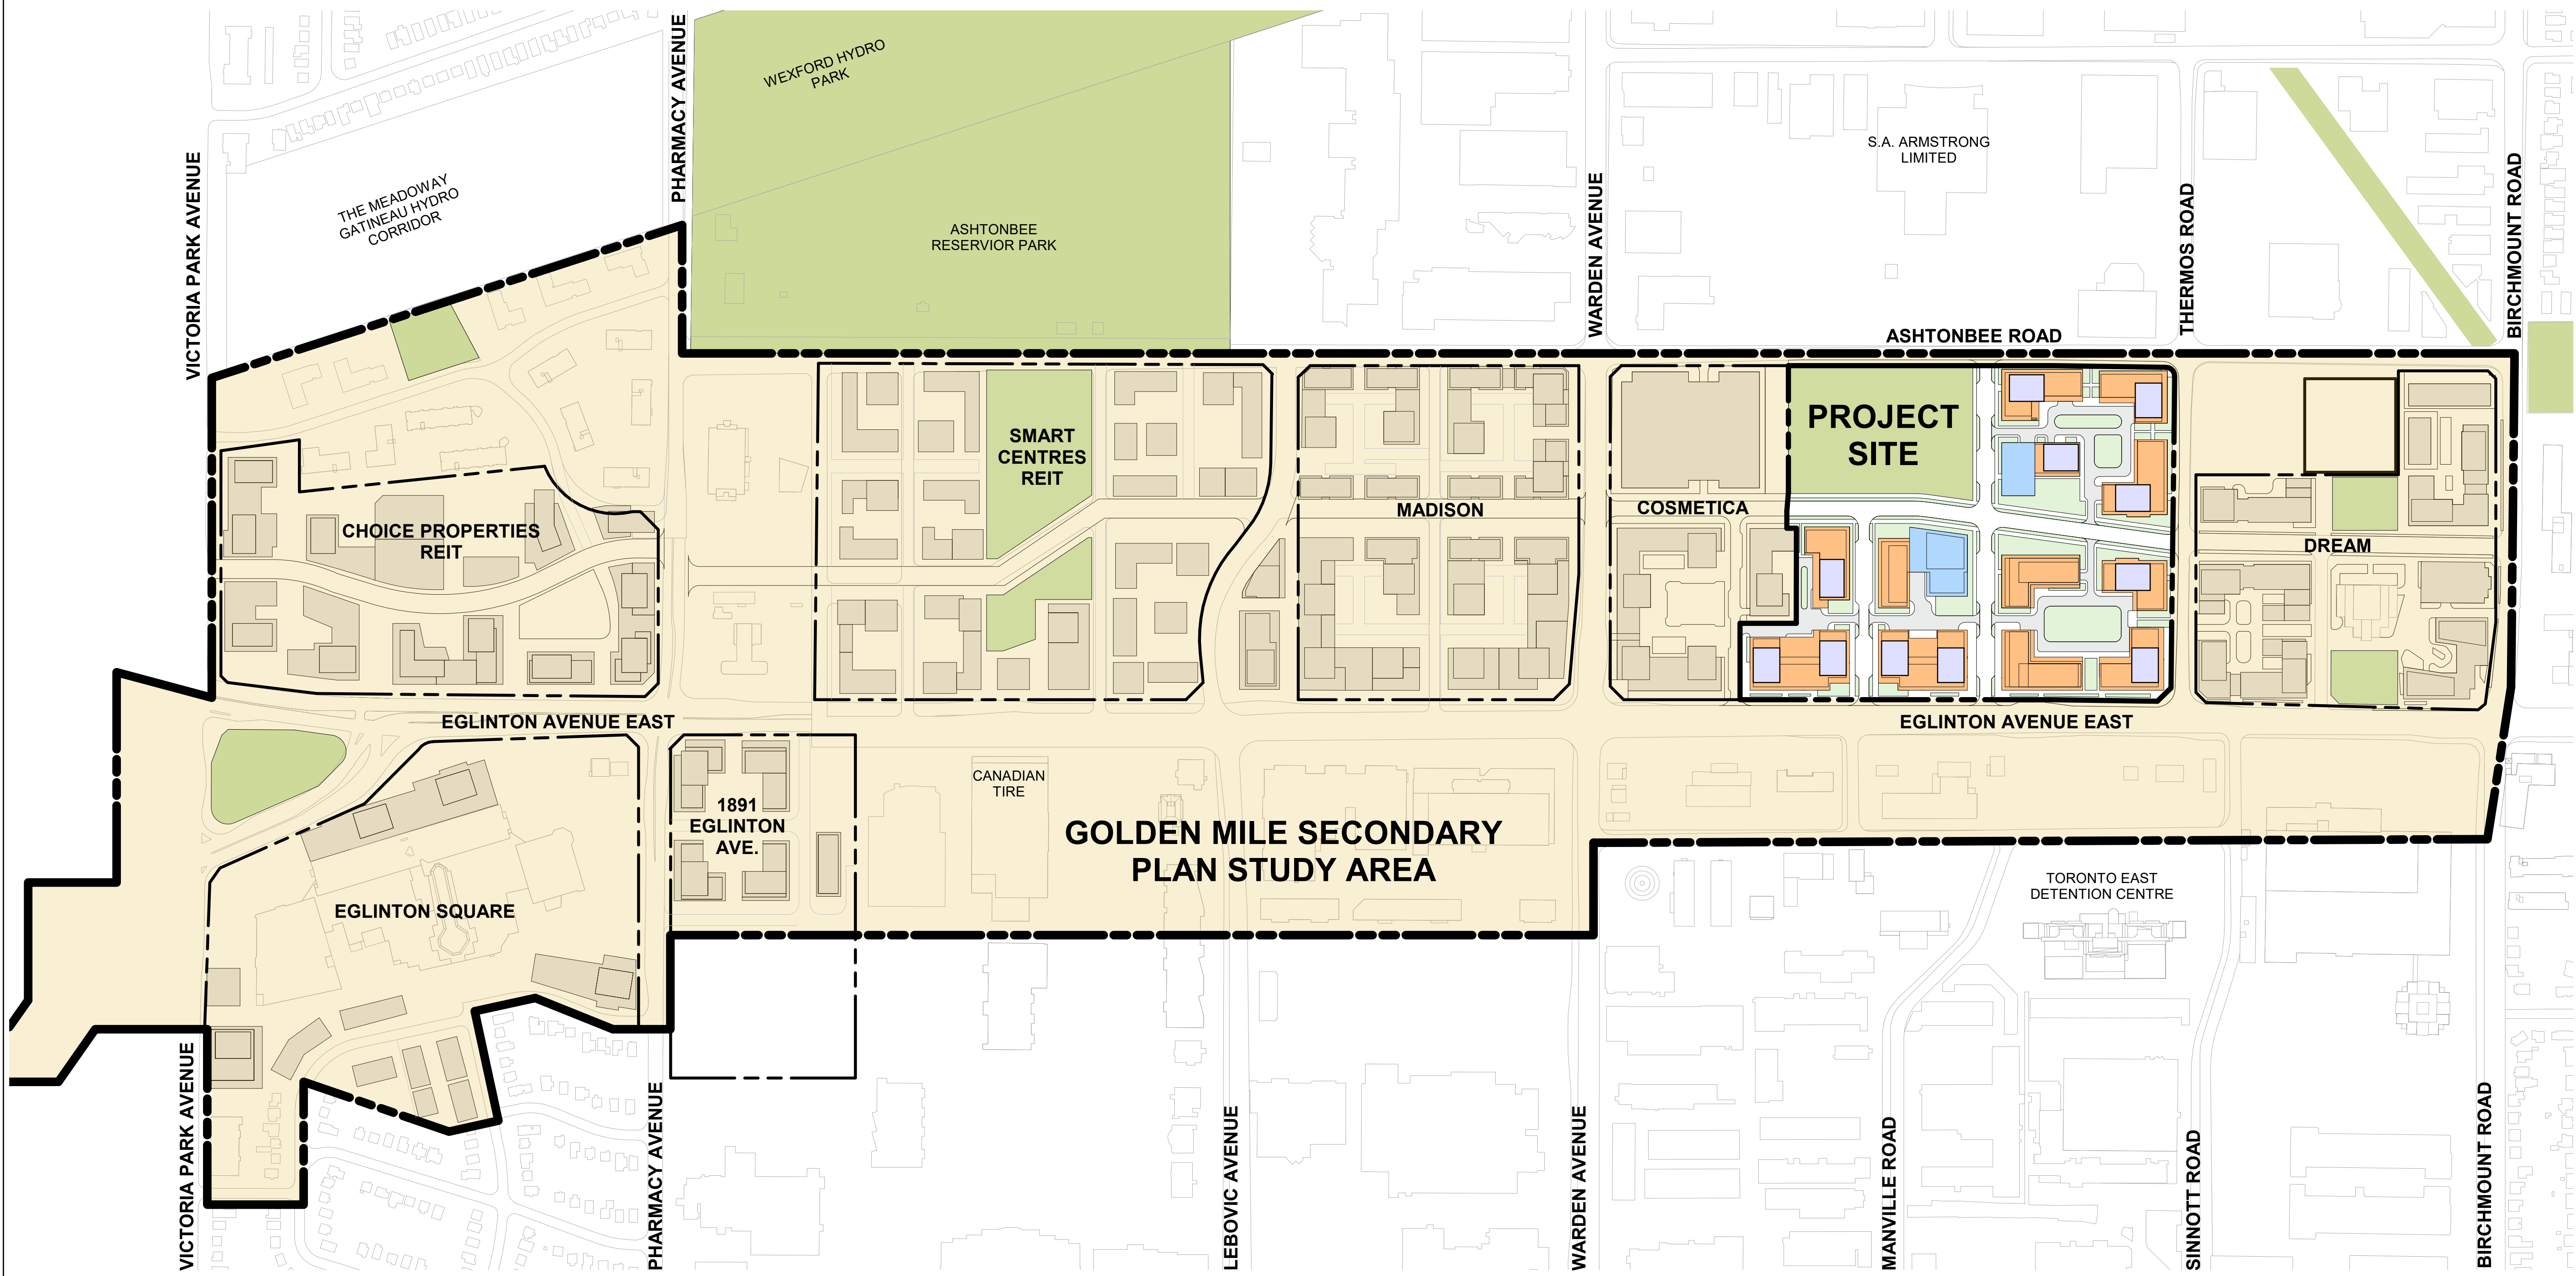 WEXFORD HYDRO
PARK
PHARMACY AVENUE
VICTORIA PARK AVENUE
THE MEADOWAY
GATINEAU HYDRO
CORRIDOR
ASHTONBEE
RESERVIOR PARK
WARDEN AVENUE
S.A. ARMSTRONG
LIMITED
THERMOS ROAD
BIRCHMOUNT ROAD
ASHTONBEE ROAD
SMART
CENTRES
REIT
PROJECT
SITE
CHOICE PROPERTIES
REIT
MADISON
COSMETICA
DREAM
EGLINTON AVENUE EAST
EGLINTON AVENUE EAST
1891
EGLINTON
AVE.
CANADIAN
TIRE
GOLDEN MILE SECONDARY
PLAN STUDY AREA
EGLINTON SQUARE
TORONTO EAST
DETENTION CENTRE
VICTORIA PARK AVENUE
PHARMACY AVENUE
LEBOVIC AVENUE
WARDEN AVENUE
MANVILLE ROAD
SINNOTT ROAD
BIRCHMOUNT ROAD